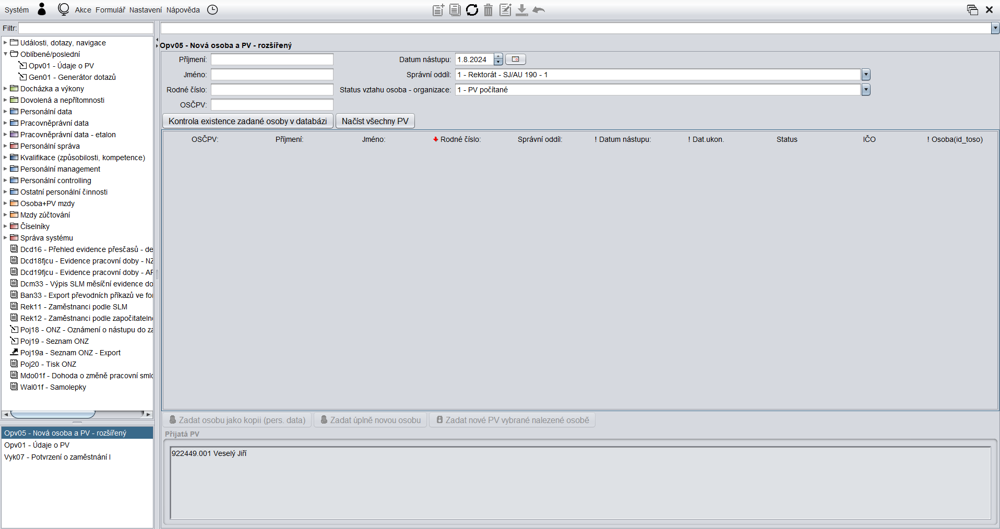 Systém Akce Formulář Nastavení Nápověda
Filtr:
Události, dotazy, navigace
Oblíbené/poslední
Opv01 - Údaje o PV
Gen01 - Generátor dotazů
Docházka a výkony
Dovolená a nepřítomnosti
Personální data
Pracovněprávní data
Pracovněprávní data - etalon
Personální správa
Kvalifikace (způsobilosti, kompetence)
Personální management
Personální controlling
Ostatní personální činnosti
Osoba+PV mzdy
Mzdy zúčtování
Číselníky
Správa systému
Dcd16 - Přehled evidence přesčasů - de
Dcd18fjcu - Evidence pracovní doby - NZ
Dcd19fjcu - Evidence pracovní doby - AF
Dcm33 - Výpis SLM měsíční evidence do
Ban33 - Export převodních příkazů ve for
Rek11 - Zaměstnanci podle SLM
Rek12 - Zaměstnanci podle započitatelno
Poj18 - ONZ - Oznámení o nástupu do za
Poj19 - Seznam ONZ
Poj19a - Seznam ONZ - Export
Poj20 - Tisk ONZ
Mdo01f - Dohoda o změně pracovní smlo
Wal01f - Samolepky
Opv05 - Nová osoba a PV - rozšířený
Opv01 - Údaje o PV
Vyk07 - Potvrzení o zaměstnání I
Opv05 - Nová osoba a PV - rozšířený
Příjmení: Datum nástupu: 1.8.2024
Jméno: Správní oddíl: 1 - Rektorát - SJ/AU 190 - 1
Rodné číslo: Status vztahu osoba - organizace: 1 - PV počítané
OSČPV:
Kontrola existence zadané osoby v databázi Načíst všechny PV
OSČPV: Příjmení: Jméno: Rodné číslo: Správní oddíl: ! Datum nástupu: ! Dat.ukon. Status IČO ! Osoba(id_toso)
Zadat osobu jako kopii (pers. data) Zadat úplně novou osobu Zadat nové PV vybrané nalezené osobě
Přijatá PV
922449.001 Veselý Jiří